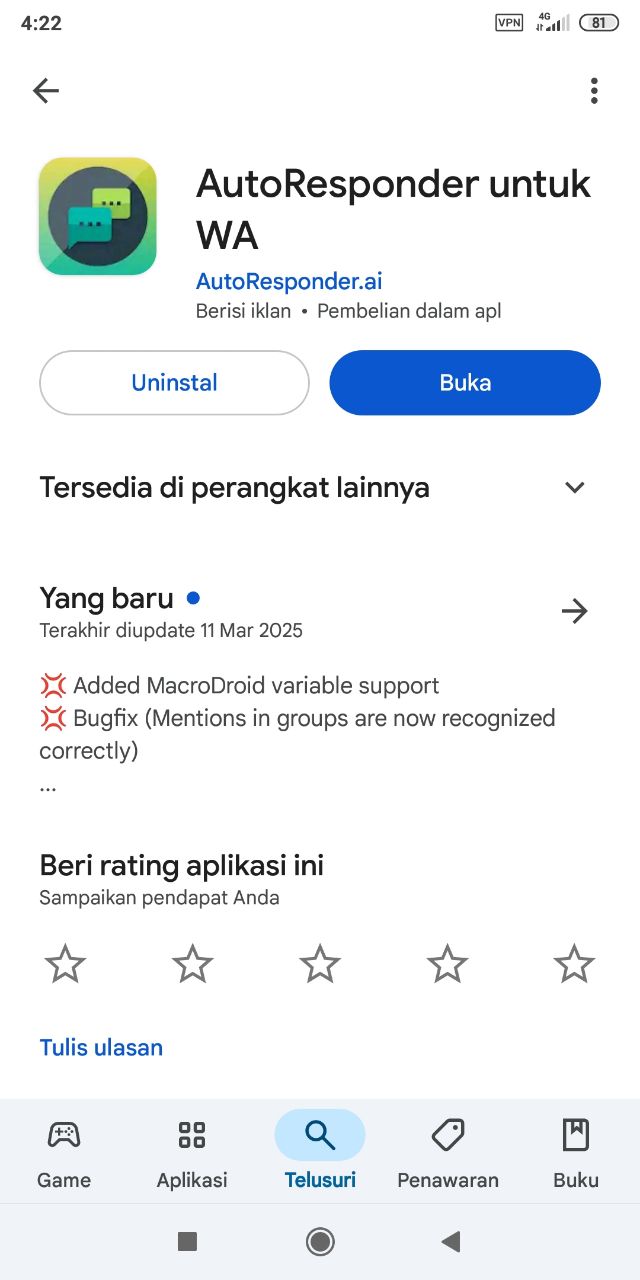 4:22
VPN 4G 81
AutoResponder untuk
WA
AutoResponder.ai
Berisi iklan • Pembelian dalam apl
Uninstal
Buka
Tersedia di perangkat lainnya
Yang baru
Terakhir diupdate 11 Mar 2025
💢 Added MacroDroid variable support
💢 Bugfix (Mentions in groups are now recognized
correctly)
...
Beri rating aplikasi ini
Sampaikan pendapat Anda
Tulis ulasan
Game
Aplikasi
Telusuri
Penawaran
Buku